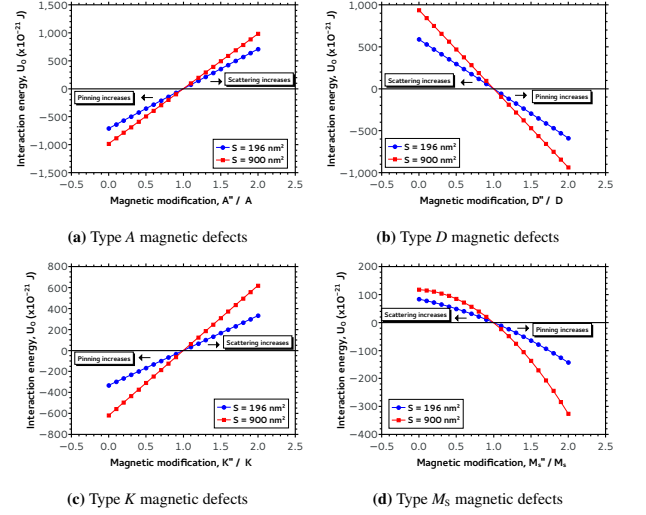 Interaction energy, U₀ (x10⁻²¹ J)
1,500
1,000
500
0
−500
−1,000
−1,500
Scattering increases
Pinning increases
S = 196 nm²
S = 900 nm²
−0.5 0.0 0.5 1.0 1.5 2.0 2.5
Magnetic modification, A" / A
(a) Type A magnetic defects
Interaction energy, U₀ (x10⁻²¹ J)
1,000
500
0
−500
−1,000
Scattering increases
Pinning increases
S = 196 nm²
S = 900 nm²
−0.5 0.0 0.5 1.0 1.5 2.0 2.5
Magnetic modification, D" / D
(b) Type D magnetic defects
Interaction energy, U₀ (x10⁻²¹ J)
800
600
400
200
0
−200
−400
−600
−800
Scattering increases
Pinning increases
S = 196 nm²
S = 900 nm²
−0.5 0.0 0.5 1.0 1.5 2.0 2.5
Magnetic modification, K" / K
(c) Type K magnetic defects
Interaction energy, U₀ (x10⁻²¹ J)
200
100
0
−100
−200
−300
−400
Scattering increases
Pinning increases
S = 196 nm²
S = 900 nm²
−0.5 0.0 0.5 1.0 1.5 2.0 2.5
Magnetic modification, Mₛ" / Mₛ
(d) Type Mₛ magnetic defects